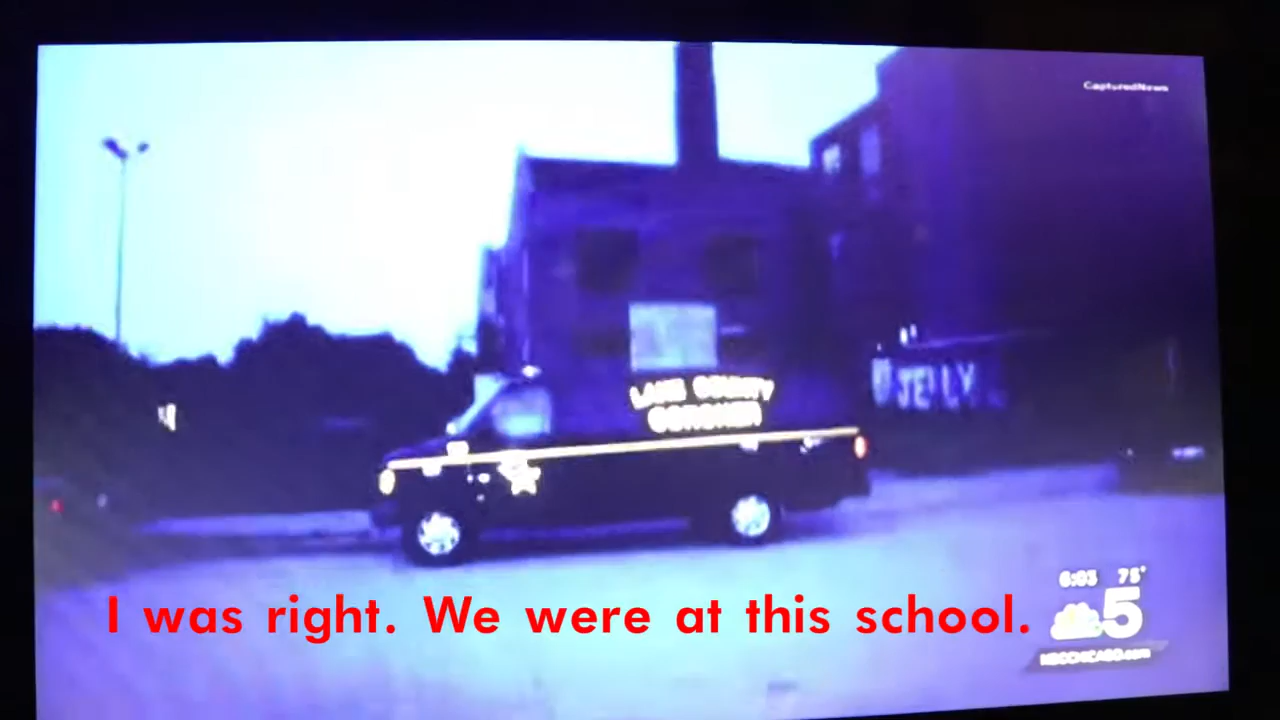 CapturedNews
JELLY
LAKE COUNTY
CORONER
6:03 75°
5
NBCCHICAGO.com
I was right. We were at this school.